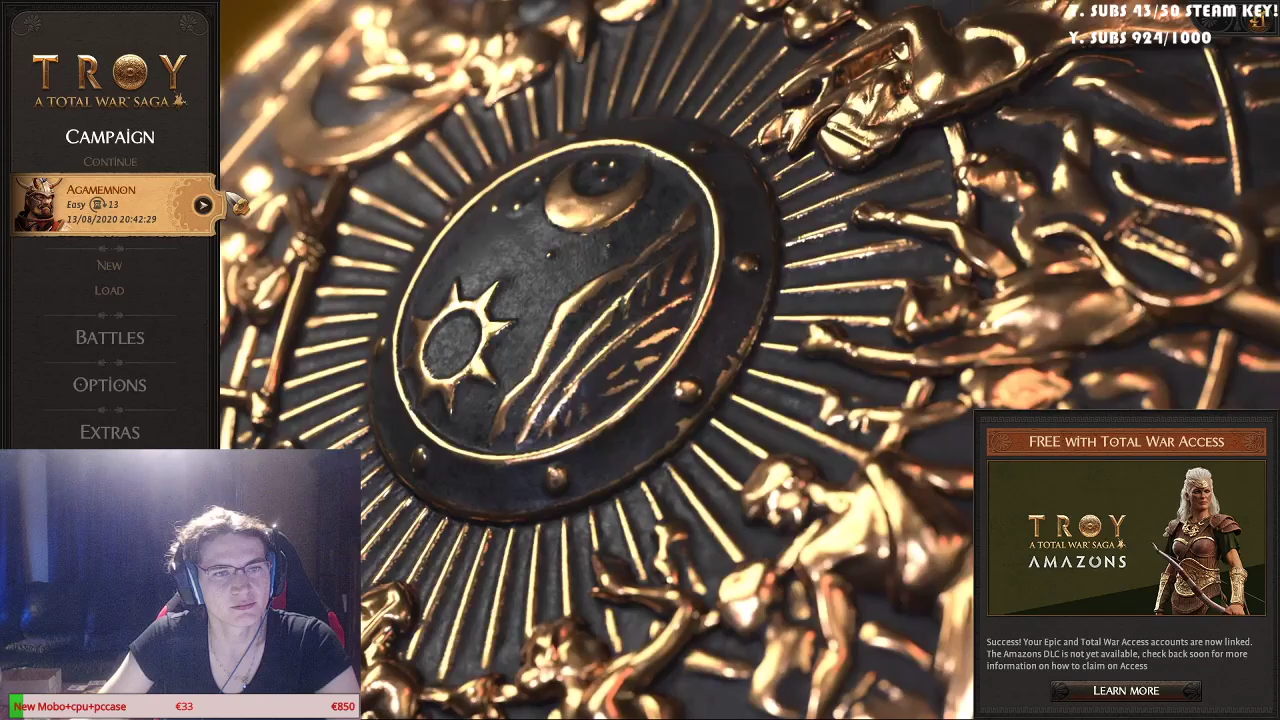 T. SUBS 43/50 STEAM KEY!
Y. SUBS 924/1000
TROY
A TOTAL WAR SAGA
CAMPAIGN
CONTINUE
AGAMEMNON
Easy 13
13/08/2020 20:42:29
NEW
LOAD
BATTLES
OPTIONS
EXTRAS
FREE WITH TOTAL WAR ACCESS
TROY
A TOTAL WAR SAGA
AMAZONS
Success! Your Epic and Total War Access accounts are now linked.
The Amazons DLC is not yet available, check back soon for more
information on how to claim on Access
LEARN MORE
New Mobo+cpu+pccase €33 €850